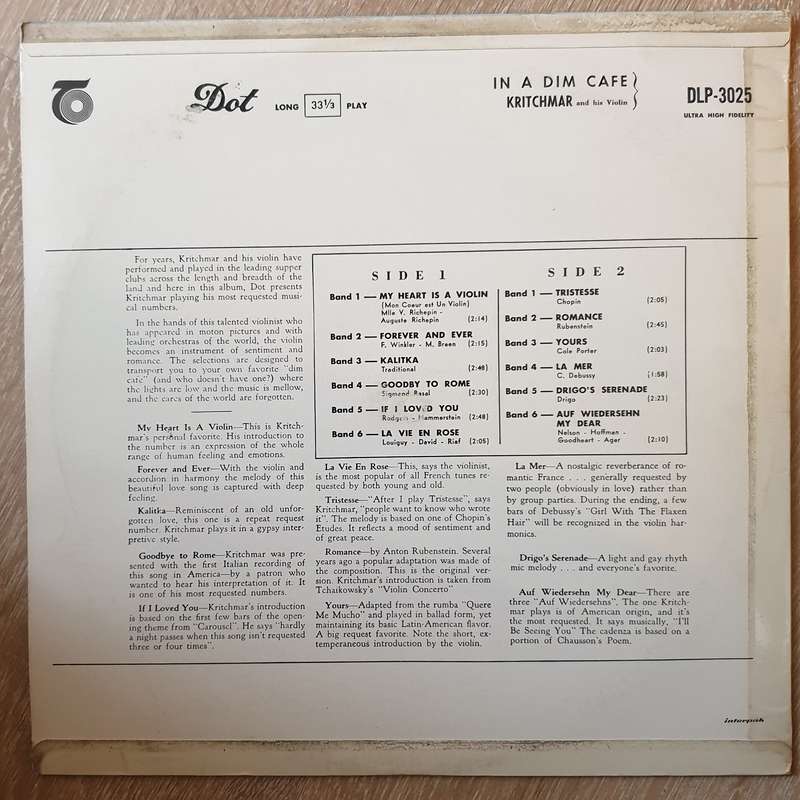 Dot LONG 33⅓ PLAY
IN A DIM CAFE
KRITCHMAR and his Violin
DLP-3025
ULTRA HIGH FIDELITY
For years, Kritchmar and his violin have
performed and played in the leading supper
clubs across the length and breadth of the
land and here in this album, Dot presents
Kritchmar playing his most requested musi-
cal numbers.
In the hands of this talented violinist who
has appeared in motion pictures and with
leading orchestras of the world, the violin
becomes an instrument of sentiment and
romance. The selections are designed to
transport you to your own favorite "dim
cafe" (and who doesn't have one?) where
the lights are low and the music is mellow,
and the cares of the world are forgotten.
My Heart Is A Violin—This is Kritch-
mar's personal favorite. His introduction to
the number is an expression of the whole
range of human feeling and emotions.
Forever and Ever—With the violin and
accordion in harmony the melody of this
beautiful love song is captured with deep
feeling.
Kalitka—Reminiscent of an old unfor-
gotten love, this one is a repeat request
number. Kritchmar plays it in a gypsy inter-
pretive style.
Goodbye to Rome—Kritchmar was pre-
sented with the first Italian recording of
this song in America—by a patron who
wanted to hear his interpretation of it. It
is one of his most requested numbers.
If I Loved You—Kritchmar's introduction
is based on the first few bars of the open-
ing theme from "Carousel". He says "hardly
a night passes when this song isn't requested
three or four times".
SIDE 1
Band 1 — MY HEART IS A VIOLIN
(Mon Coeur est Un Violin)
Mlle V. Richepin -
Auguste Richepin (2:14)
Band 2 — FOREVER AND EVER
F. Winkler - M. Breen (2:15)
Band 3 — KALITKA
Traditional (2:48)
Band 4 — GOODBY TO ROME
Sigmond Rasal (2:30)
Band 5 — IF I LOVED YOU
Rodgers - Hammerstein (2:48)
Band 6 — LA VIE EN ROSE
Louiguy - David - Rief (2:05)
SIDE 2
Band 1 — TRISTESSE
Chopin (2:05)
Band 2 — ROMANCE
Rubenstein (2:45)
Band 3 — YOURS
Cole Porter (2:03)
Band 4 — LA MER
C. Debussy (1:58)
Band 5 — DRIGO'S SERENADE
Drigo (2:23)
Band 6 — AUF WIEDERSEHN
MY DEAR
Nelson - Hoffman -
Goodheart - Ager (2:10)
La Vie En Rose—This, says the violinist,
is the most popular of all French tunes re-
quested by both young and old.
Tristesse—"After I play Tristesse", says
Kritchmar, "people want to know who wrote
it". The melody is based on one of Chopin's
Etudes. It reflects a mood of sentiment and
of great peace.
Romance—by Anton Rubenstein. Several
years ago a popular adaptation was made of
the composition. This is the original ver-
sion. Kritchmar's introduction is taken from
Tchaikowsky's "Violin Concerto"
Yours—Adapted from the rumba "Quere
Me Mucho" and played in ballad form, yet
maintaining its basic Latin-American flavor.
A big request favorite. Note the short, ex-
temporaneous introduction by the violin.
La Mer—A nostalgic reverberance of ro-
mantic France . . . generally requested by
two people (obviously in love) rather than
by group parties. During the ending, a few
bars of Debussy's "Girl With The Flaxen
Hair" will be recognized in the violin har-
monics.
Drigo's Serenade—A light and gay rhyth
mic melody . . . and everyone's favorite.
Auf Wiedersehn My Dear—There are
three "Auf Wiedersehns". The one Kritch-
mar plays is of American origin, and it's
the most requested. It says musically, "I'll
Be Seeing You" The cadenza is based on a
portion of Chausson's Poem.
interpak